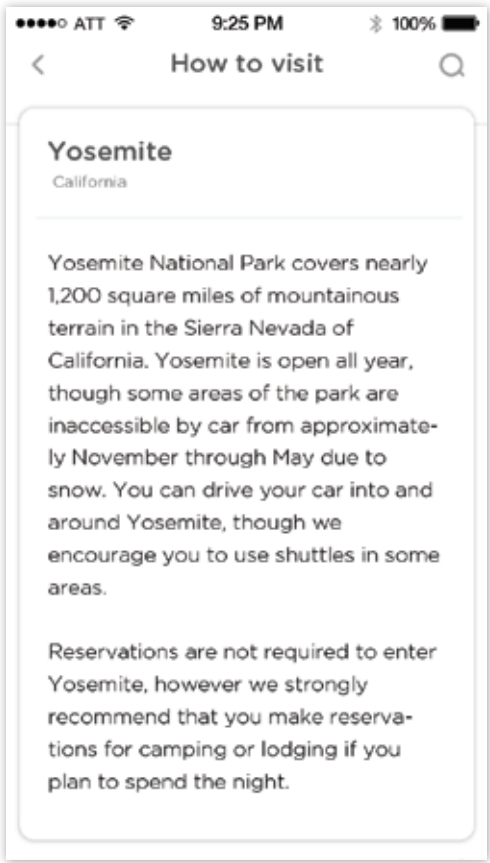 ATT 9:25 PM 100%
How to visit
Yosemite
California
Yosemite National Park covers nearly
1,200 square miles of mountainous
terrain in the Sierra Nevada of
California. Yosemite is open all year,
though some areas of the park are
inaccessible by car from approximate-
ly November through May due to
snow. You can drive your car into and
around Yosemite, though we
encourage you to use shuttles in some
areas.
Reservations are not required to enter
Yosemite, however we strongly
recommend that you make reserva-
tions for camping or lodging if you
plan to spend the night.